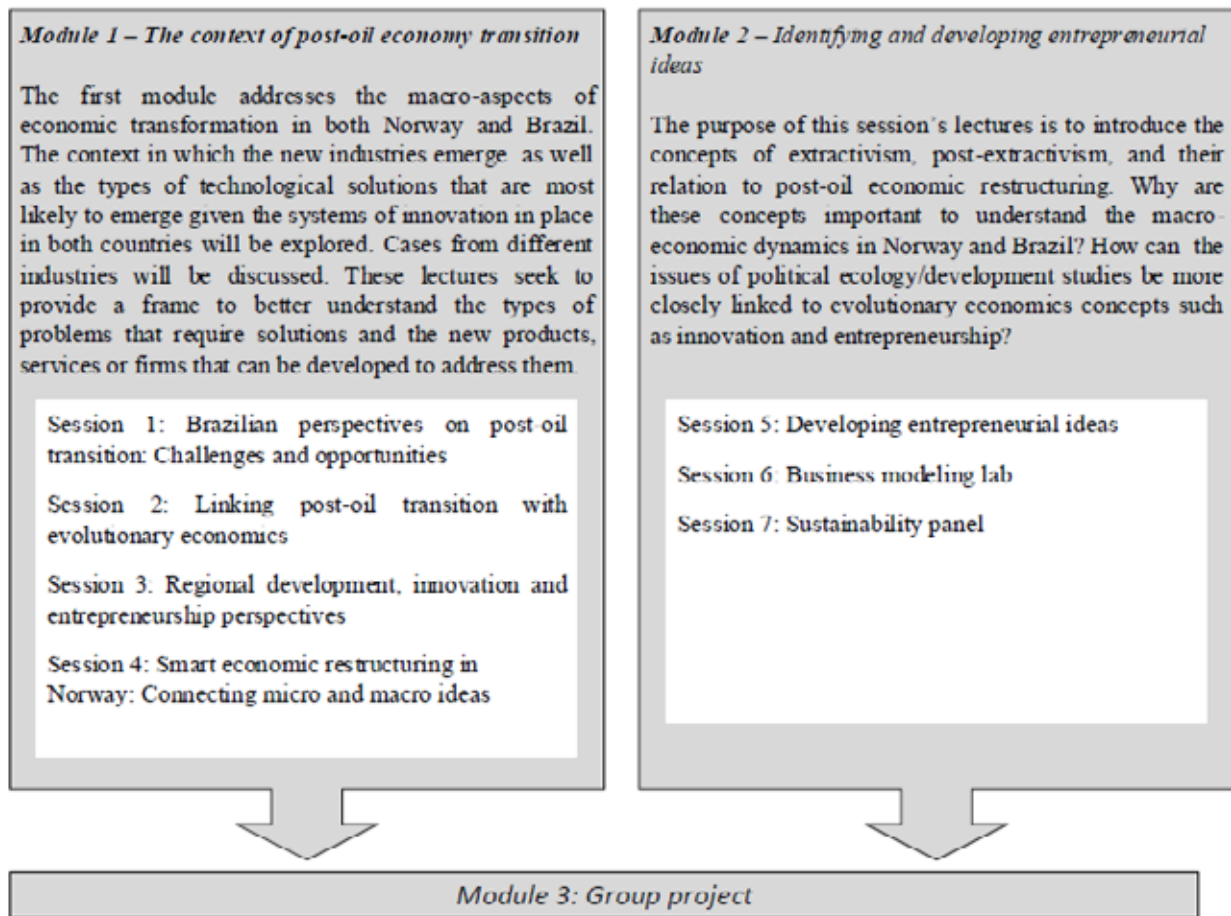 Module 1 – The context of post-oil economy transition
The first module addresses the macro-aspects of
economic transformation in both Norway and Brazil.
The context in which the new industries emerge as well
as the types of technological solutions that are most
likely to emerge given the systems of innovation in place
in both countries will be explored. Cases from different
industries will be discussed. These lectures seek to
provide a frame to better understand the types of
problems that require solutions and the new products,
services or firms that can be developed to address them.
Session 1: Brazilian perspectives on post-oil
transition: Challenges and opportunities
Session 2: Linking post-oil transition with
evolutionary economics
Session 3. Regional development, innovation and
entrepreneurship perspectives
Session 4: Smart economic restructuring in
Norway: Connecting micro and macro ideas
Module 2 – Identifying and developing entrepreneurial
ideas
The purpose of this session's lectures is to introduce the
concepts of extractivism, post-extractivism, and their
relation to post-oil economic restructuring. Why are
these concepts important to understand the macro-
economic dynamics in Norway and Brazil? How can the
issues of political ecology/development studies be more
closely linked to evolutionary economics concepts such
as innovation and entrepreneurship?
Session 5: Developing entrepreneurial ideas
Session 6: Business modeling lab
Session 7: Sustainability panel
Module 3: Group project